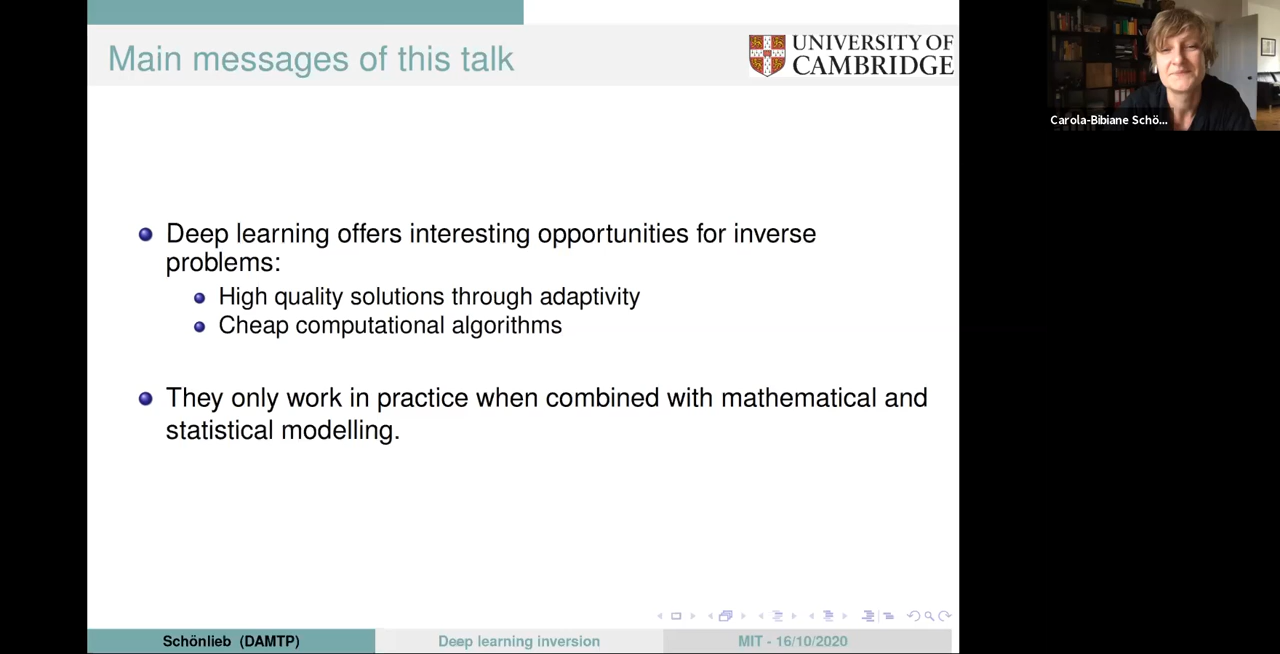 Main messages of this talk
UNIVERSITY OF
CAMBRIDGE
Carola-Bibiane Schö...
Deep learning offers interesting opportunities for inverse
problems:
High quality solutions through adaptivity
Cheap computational algorithms
They only work in practice when combined with mathematical and
statistical modelling.
Schönlieb (DAMTP)
Deep learning inversion
MIT - 16/10/2020